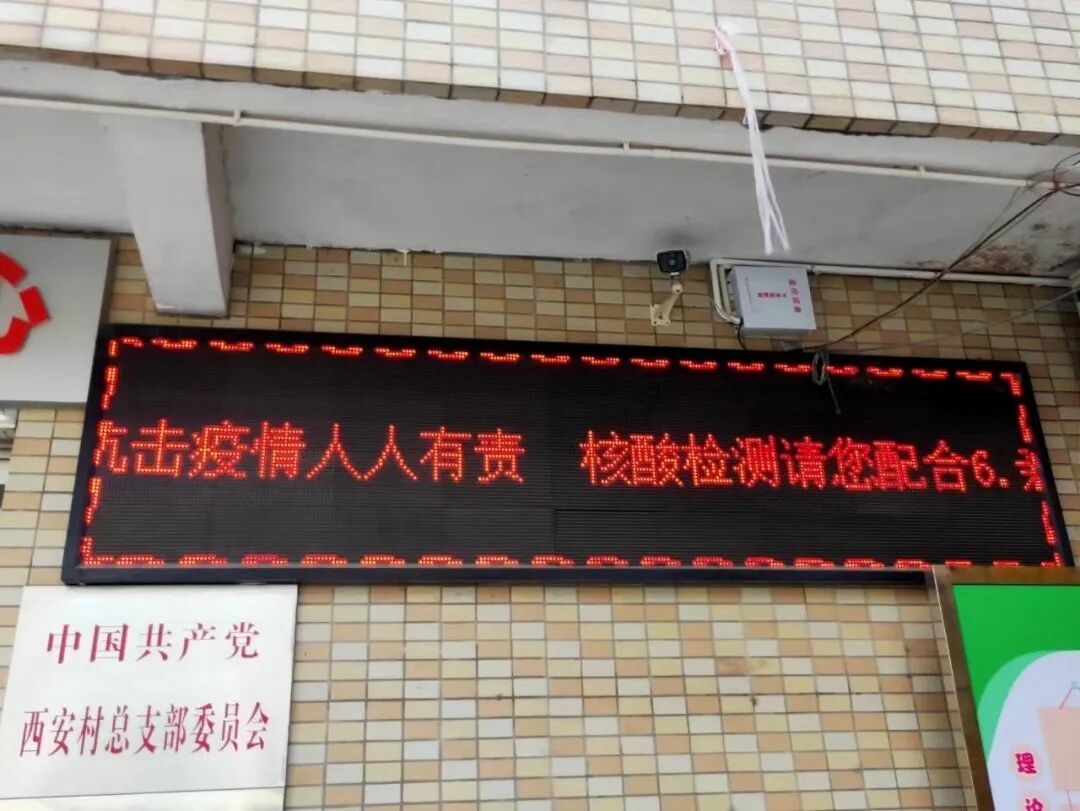 击疫情人人有责 核酸检测请您配合6.
中国共产党
西安村总支部委员会
理